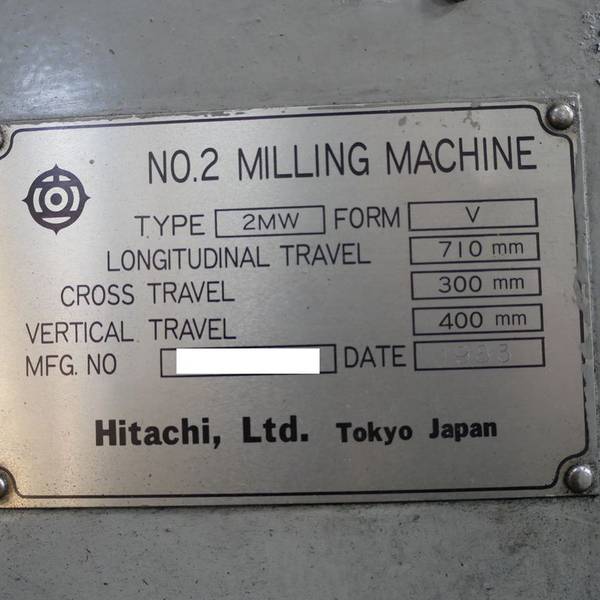 NO.2 MILLING MACHINE
TYPE 2MW FORM V
LONGITUDINAL TRAVEL 710 mm
CROSS TRAVEL 300 mm
VERTICAL TRAVEL 400 mm
MFG. NO DATE
Hitachi, Ltd. Tokyo Japan